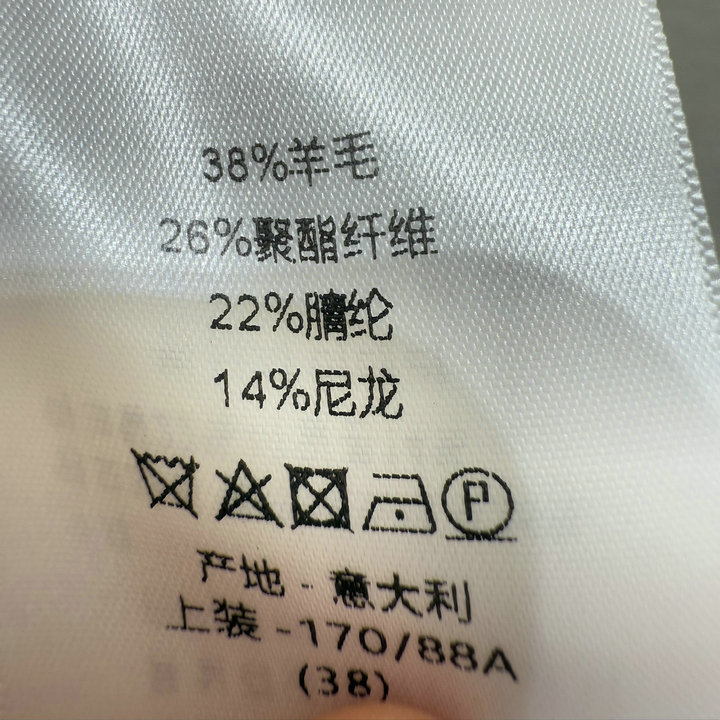 38%羊毛
26%聚酯纤维
22%腈纶
14%尼龙
P
产地 - 意大利
上装 -170/88A
(38)